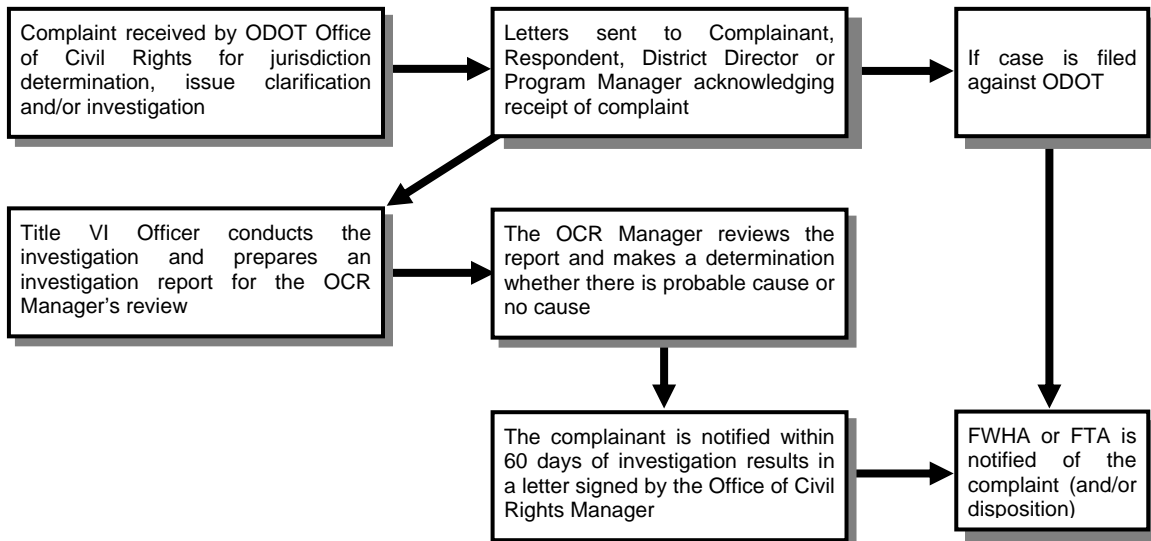 Complaint received by ODOT Office
of Civil Rights for jurisdiction
determination, issue clarification
and/or investigation
Letters sent to Complainant,
Respondent, District Director or
Program Manager acknowledging
receipt of complaint
If case is filed
against ODOT
Title VI Officer conducts the
investigation and prepares an
investigation report for the OCR
Manager's review
The OCR Manager reviews the
report and makes a determination
whether there is probable cause or
no cause
The complainant is notified within
60 days of investigation results in
a letter signed by the Office of Civil
Rights Manager
FWHA or FTA is
notified of the
complaint (and/or
disposition)